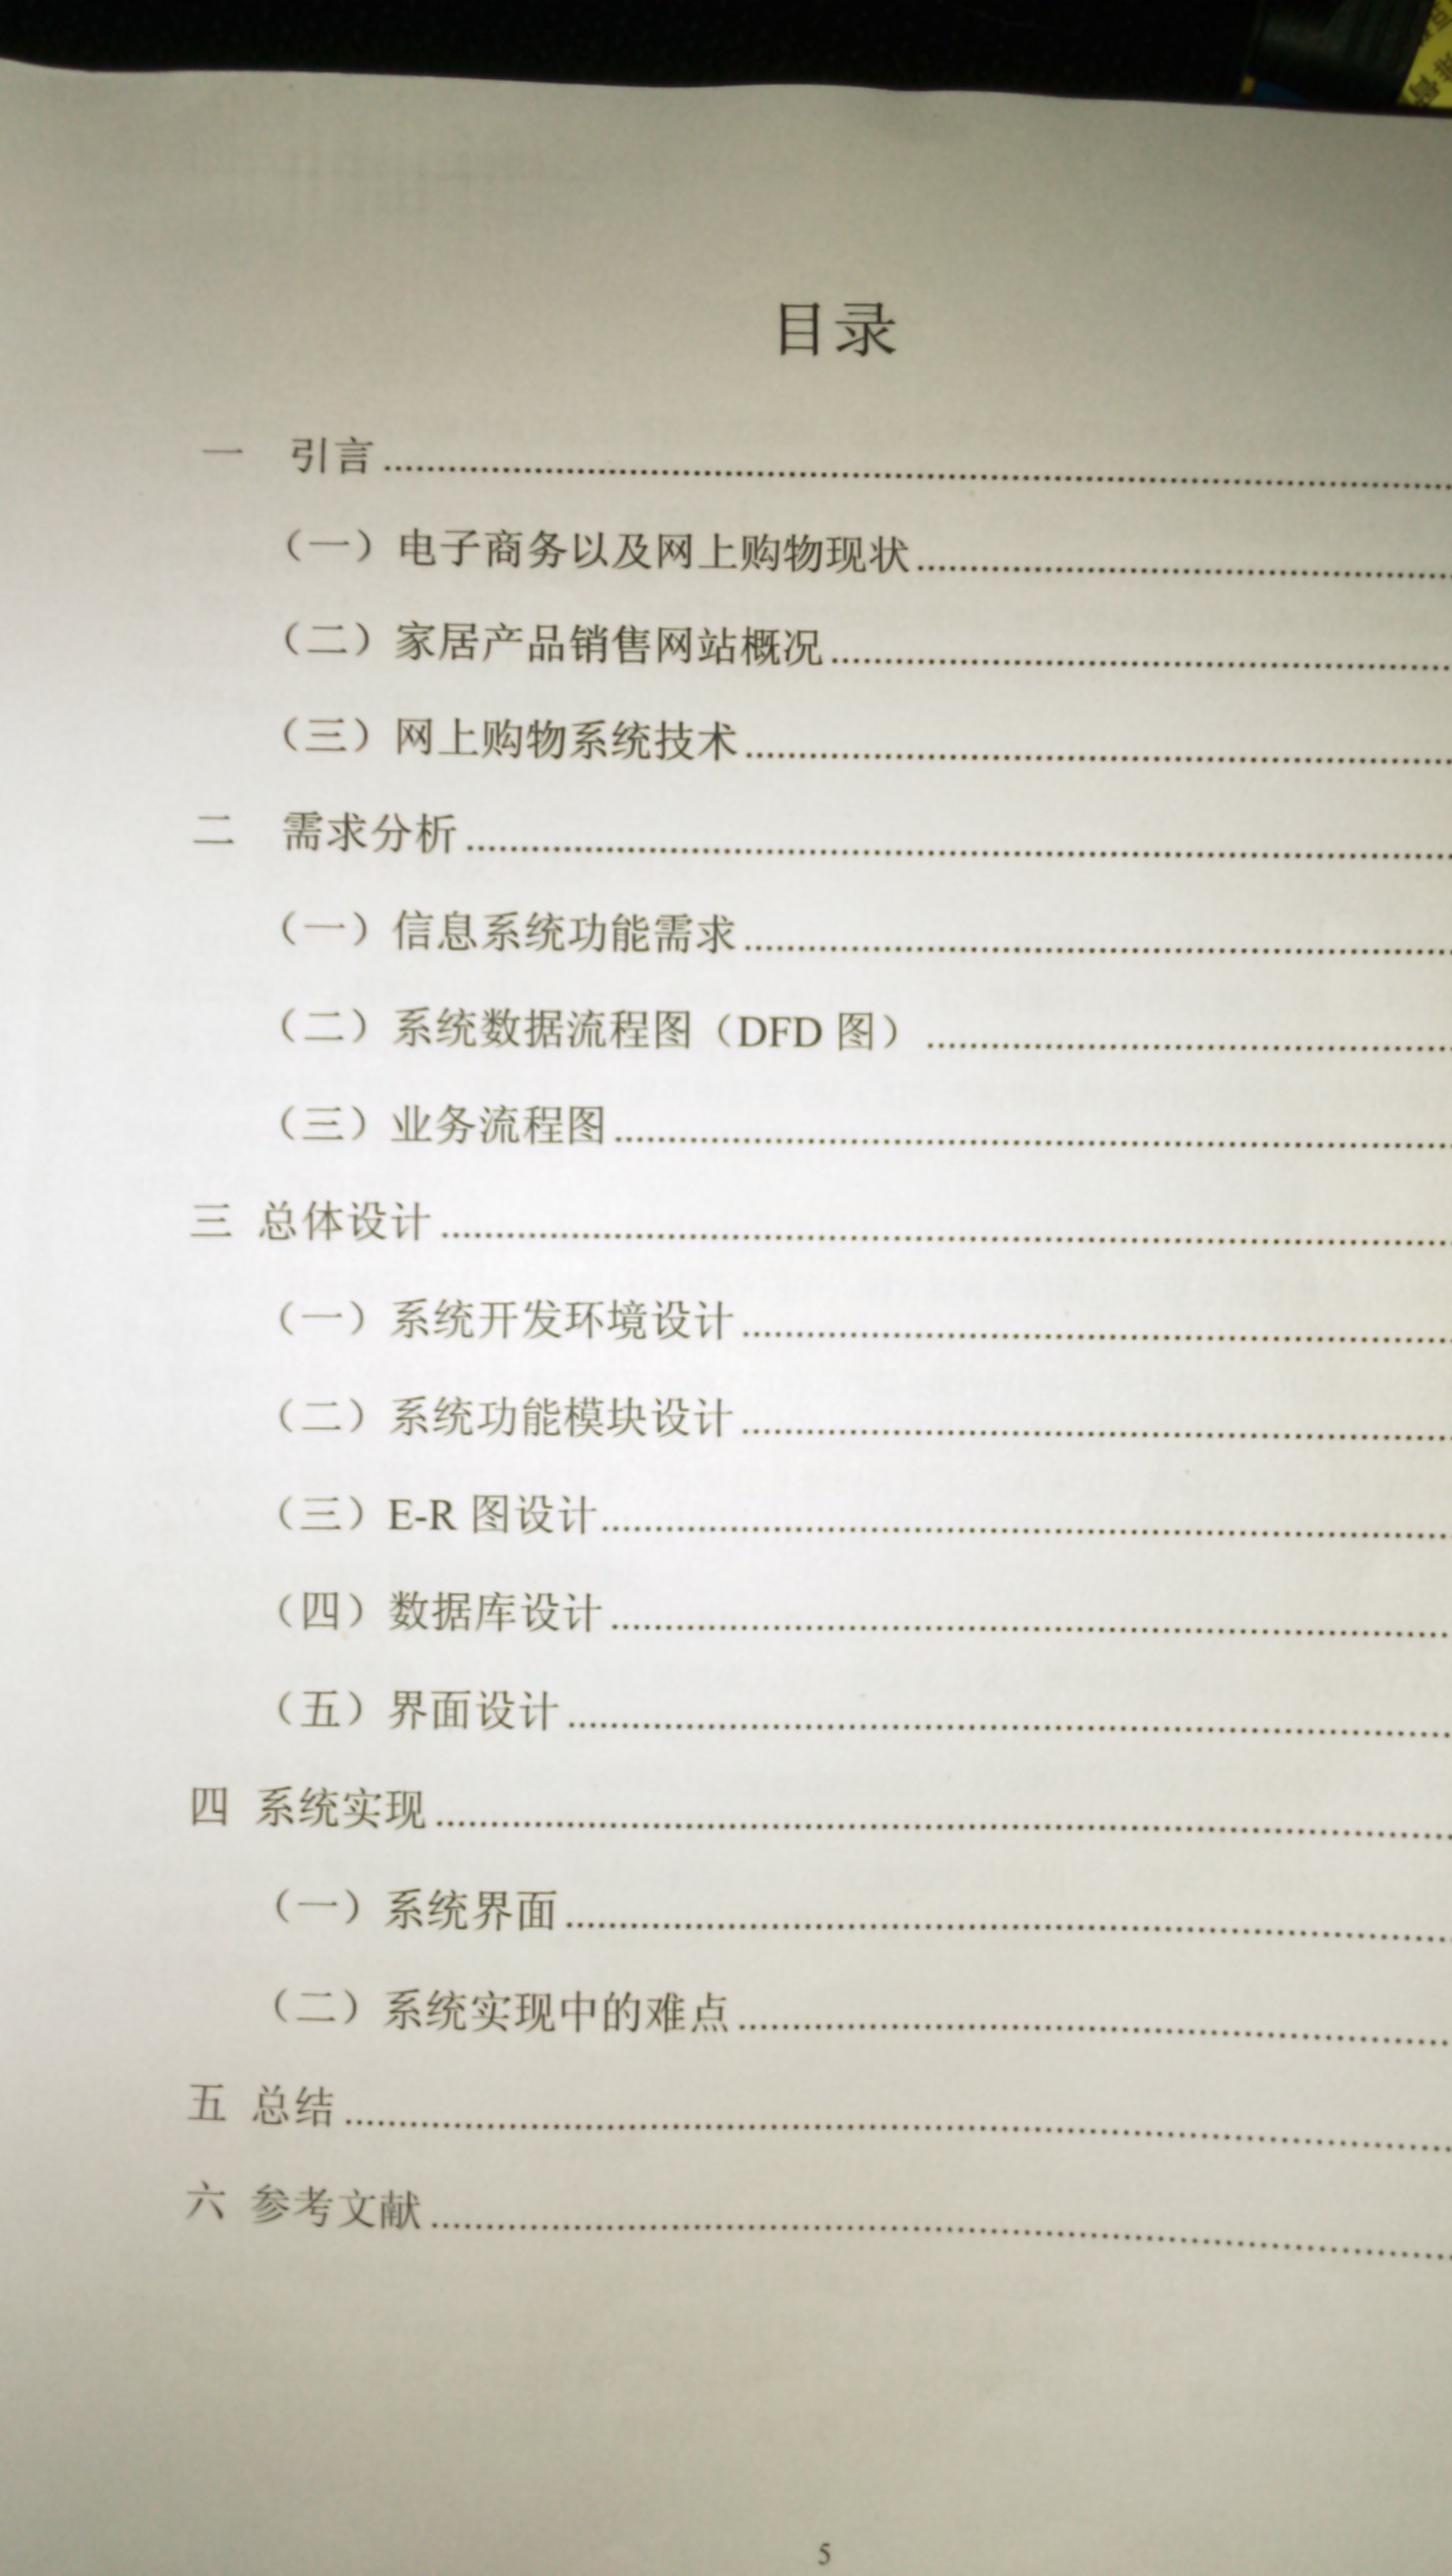 目录
一 引言
（一）电子商务以及网上购物现状
（二）家居产品销售网站概况
（三）网上购物系统技术
二 需求分析
（一）信息系统功能需求
（二）系统数据流程图（DFD 图）
（三）业务流程图
三 总体设计
（一）系统开发环境设计
（二）系统功能模块设计
（三）E-R 图设计
（四）数据库设计
（五）界面设计
四 系统实现
（一）系统界面
（二）系统实现中的难点
五 总结
六 参考文献
5